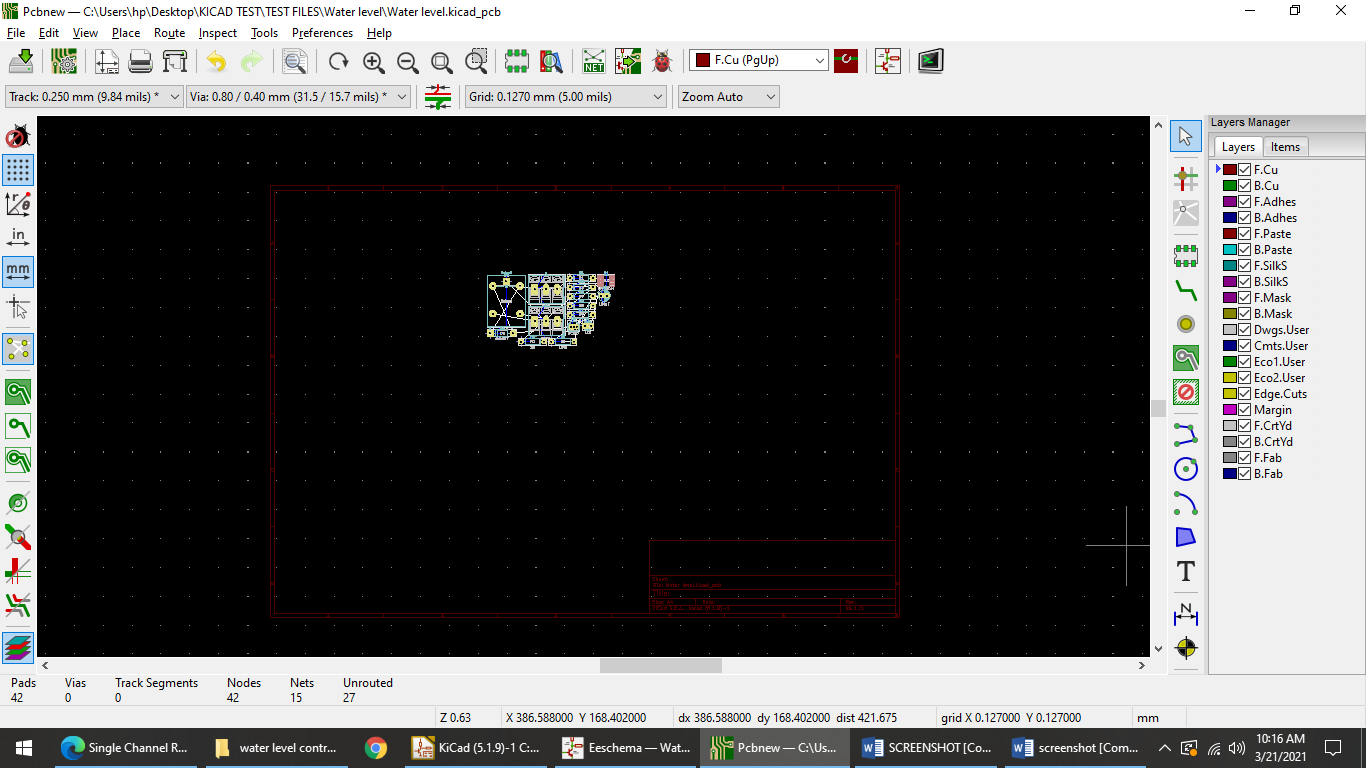 Pcbnew — C:\Users\hp\Desktop\KICAD TEST\TEST FILES\Water level\Water level.kicad_pcb
File Edit View Place Route Inspect Tools Preferences Help
NET
F.Cu (PgUp)
Track: 0.250 mm (9.84 mils) *
Via: 0.80 / 0.40 mm (31.5 / 15.7 mils) *
Grid: 0.1270 mm (5.00 mils)
Zoom Auto
in
mm
Layers Manager
Layers Items
F.Cu
B.Cu
F.Adhes
B.Adhes
F.Paste
B.Paste
F.SilkS
B.SilkS
F.Mask
B.Mask
Dwgs.User
Cmts.User
Eco1.User
Eco2.User
Edge.Cuts
Margin
F.CrtYd
B.CrtYd
F.Fab
B.Fab
T
N
Pads Vias Track Segments Nodes Nets Unrouted
42 0 0 42 15 27
Z 0.63 X 386.588000 Y 168.402000 dx 386.588000 dy 168.402000 dist 421.675 grid X 0.127000 Y 0.127000 mm
Single Channel R...
water level contr...
KiCad (5.1.9)-1 C:...
Eeschema — Wat...
Pcbnew — C:\Us...
SCREENSHOT [Co...
screenshot [Com...
10:16 AM
3/21/2021